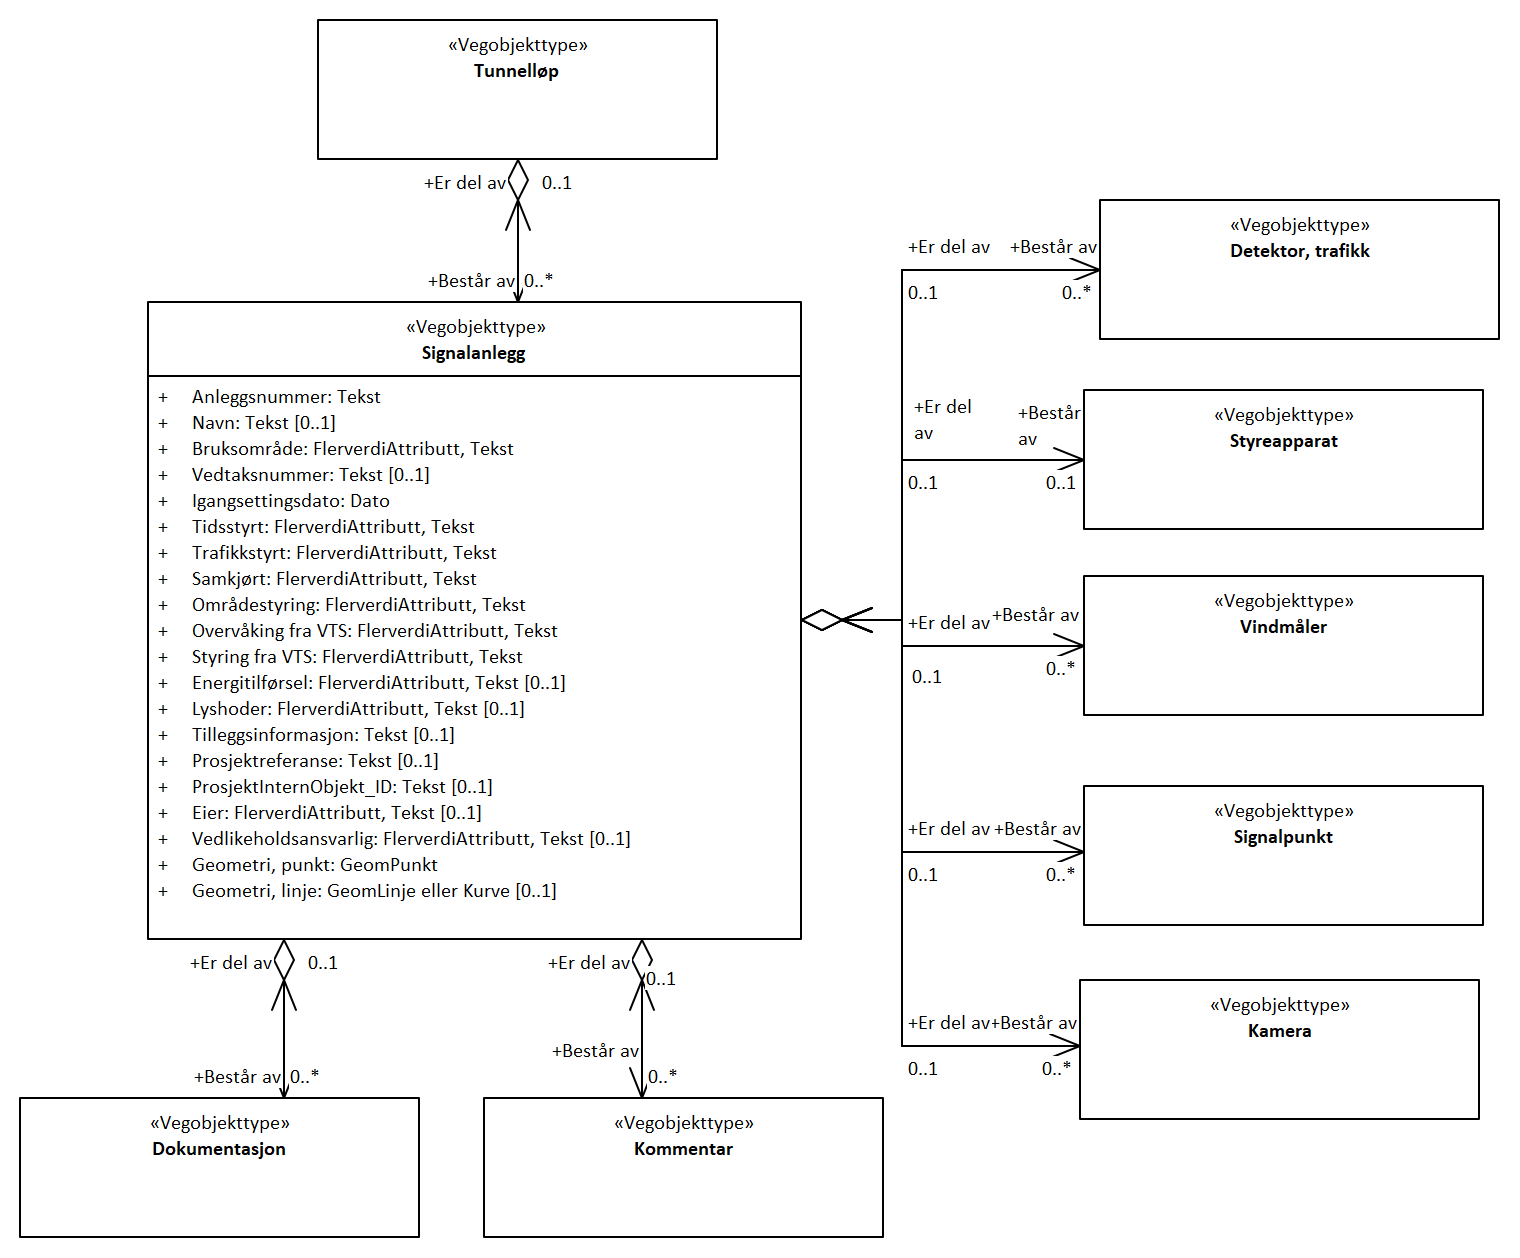 «Vegobjekttype»
Tunnelløp
+Er del av
0..1
+Består av
0..*
«Vegobjekttype»
Signalanlegg
+ Anleggsnummer: Tekst
+ Navn: Tekst [0..1]
+ Bruksområde: FlerverdiAttributt, Tekst
+ Vedtaksnummer: Tekst [0..1]
+ Igangsettingsdato: Dato
+ Tidsstyrt: FlerverdiAttributt, Tekst
+ Trafikkstyrt: FlerverdiAttributt, Tekst
+ Samkjørt: FlerverdiAttributt, Tekst
+ Områdestyring: FlerverdiAttributt, Tekst
+ Overvåking fra VTS: FlerverdiAttributt, Tekst
+ Styring fra VTS: FlerverdiAttributt, Tekst
+ Energitilførsel: FlerverdiAttributt, Tekst [0..1]
+ Lyshoder: FlerverdiAttributt, Tekst [0..1]
+ Tilleggsinformasjon: Tekst [0..1]
+ Prosjektreferanse: Tekst [0..1]
+ ProsjektInternObjekt_ID: Tekst [0..1]
+ Eier: FlerverdiAttributt, Tekst [0..1]
+ Vedlikeholdsansvarlig: FlerverdiAttributt, Tekst [0..1]
+ Geometri, punkt: GeomPunkt
+ Geometri, linje: GeomLinje eller Kurve [0..1]
+Er del av
+Består av
0..1
0..*
«Vegobjekttype»
Detektor, trafikk
+Er del
av
+Består
av
0..1
0..1
«Vegobjekttype»
Styreapparat
+Er del av
+Består av
0..1
0..*
«Vegobjekttype»
Vindmåler
+Er del av
+Består av
0..1
0..*
«Vegobjekttype»
Signalpunkt
+Er del av
+Består av
0..1
0..*
«Vegobjekttype»
Kamera
+Er del av
0..1
+Består av
0..*
«Vegobjekttype»
Dokumentasjon
+Er del av
0..1
+Består av
0..*
«Vegobjekttype»
Kommentar